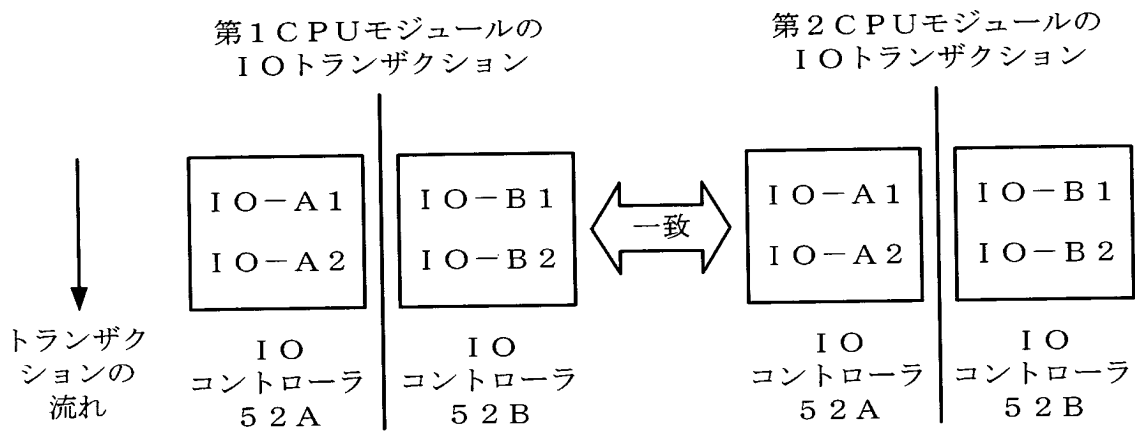 第1CPUモジュールの
IOトランザクション
第2CPUモジュールの
IOトランザクション
IO-A1
IO-A2
IO-B1
IO-B2
一致
IO-A1
IO-A2
IO-B1
IO-B2
トランザク
ションの
流れ
IO
コントローラ
52A
IO
コントローラ
52B
IO
コントローラ
52A
IO
コントローラ
52B